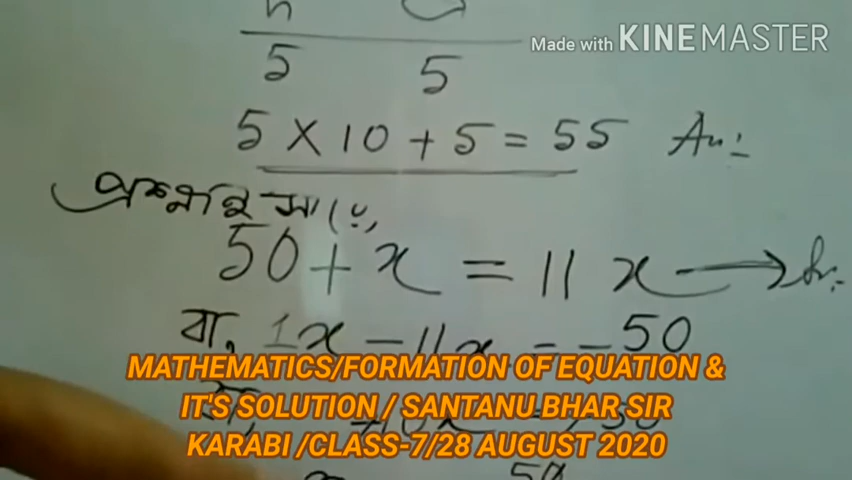 Made with KINEMASTER
5 5
5 × 10 + 5 = 55 Ans:
প্রশ্নানুসারে,
50 + x = 11x →
বা, 1x - 11x = -50
MATHEMATICS/FORMATION OF EQUATION &
IT'S SOLUTION / SANTANU BHAR SIR
KARABI /CLASS-7/28 AUGUST 2020